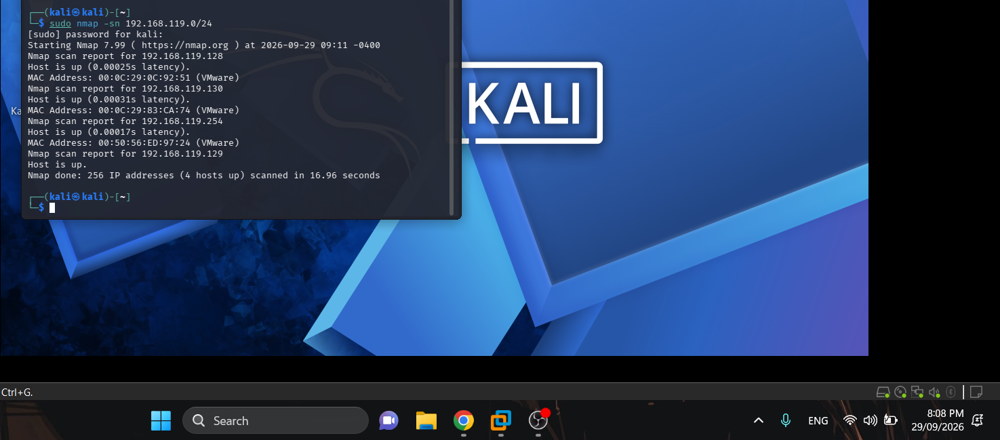 ┌──(kali㉿kali)-[~]
└─$ sudo nmap -sn 192.168.119.0/24
[sudo] password for kali:
Starting Nmap 7.99 ( https://nmap.org ) at 2026-09-29 09:11 -0400
Nmap scan report for 192.168.119.128
Host is up (0.00025s latency).
MAC Address: 00:0C:29:0C:92:51 (VMware)
Nmap scan report for 192.168.119.130
Host is up (0.00031s latency).
MAC Address: 00:0C:29:83:CA:74 (VMware)
Nmap scan report for 192.168.119.254
Host is up (0.00017s latency).
MAC Address: 00:50:56:ED:97:24 (VMware)
Nmap scan report for 192.168.119.129
Host is up.
Nmap done: 256 IP addresses (4 hosts up) scanned in 16.96 seconds
┌──(kali㉿kali)-[~]
└─$
Ka
KALI
Ctrl+G.
Search
ENG
8:08 PM
29/09/2026